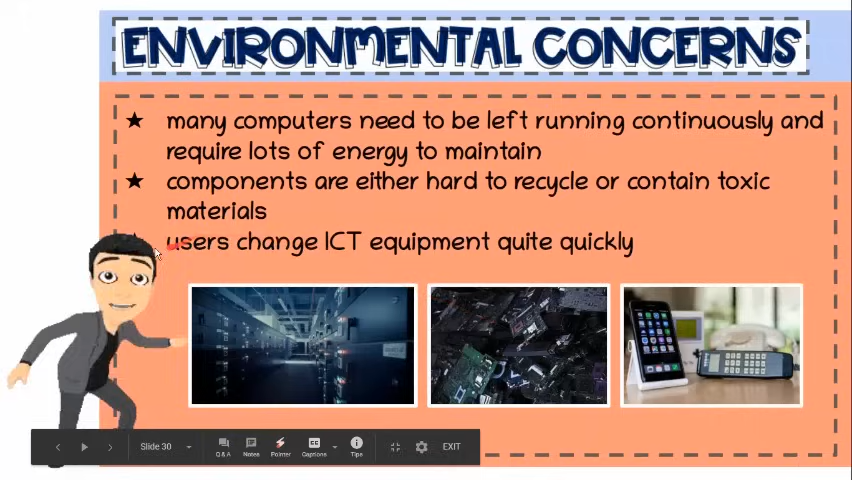 ENVIRONMENTAL CONCERNS
★ many computers need to be left running continuously and
require lots of energy to maintain
★ components are either hard to recycle or contain toxic
materials
users change ICT equipment quite quickly
Slide 30
Q & A
Notes
Pointer
Captions
Tips
EXIT